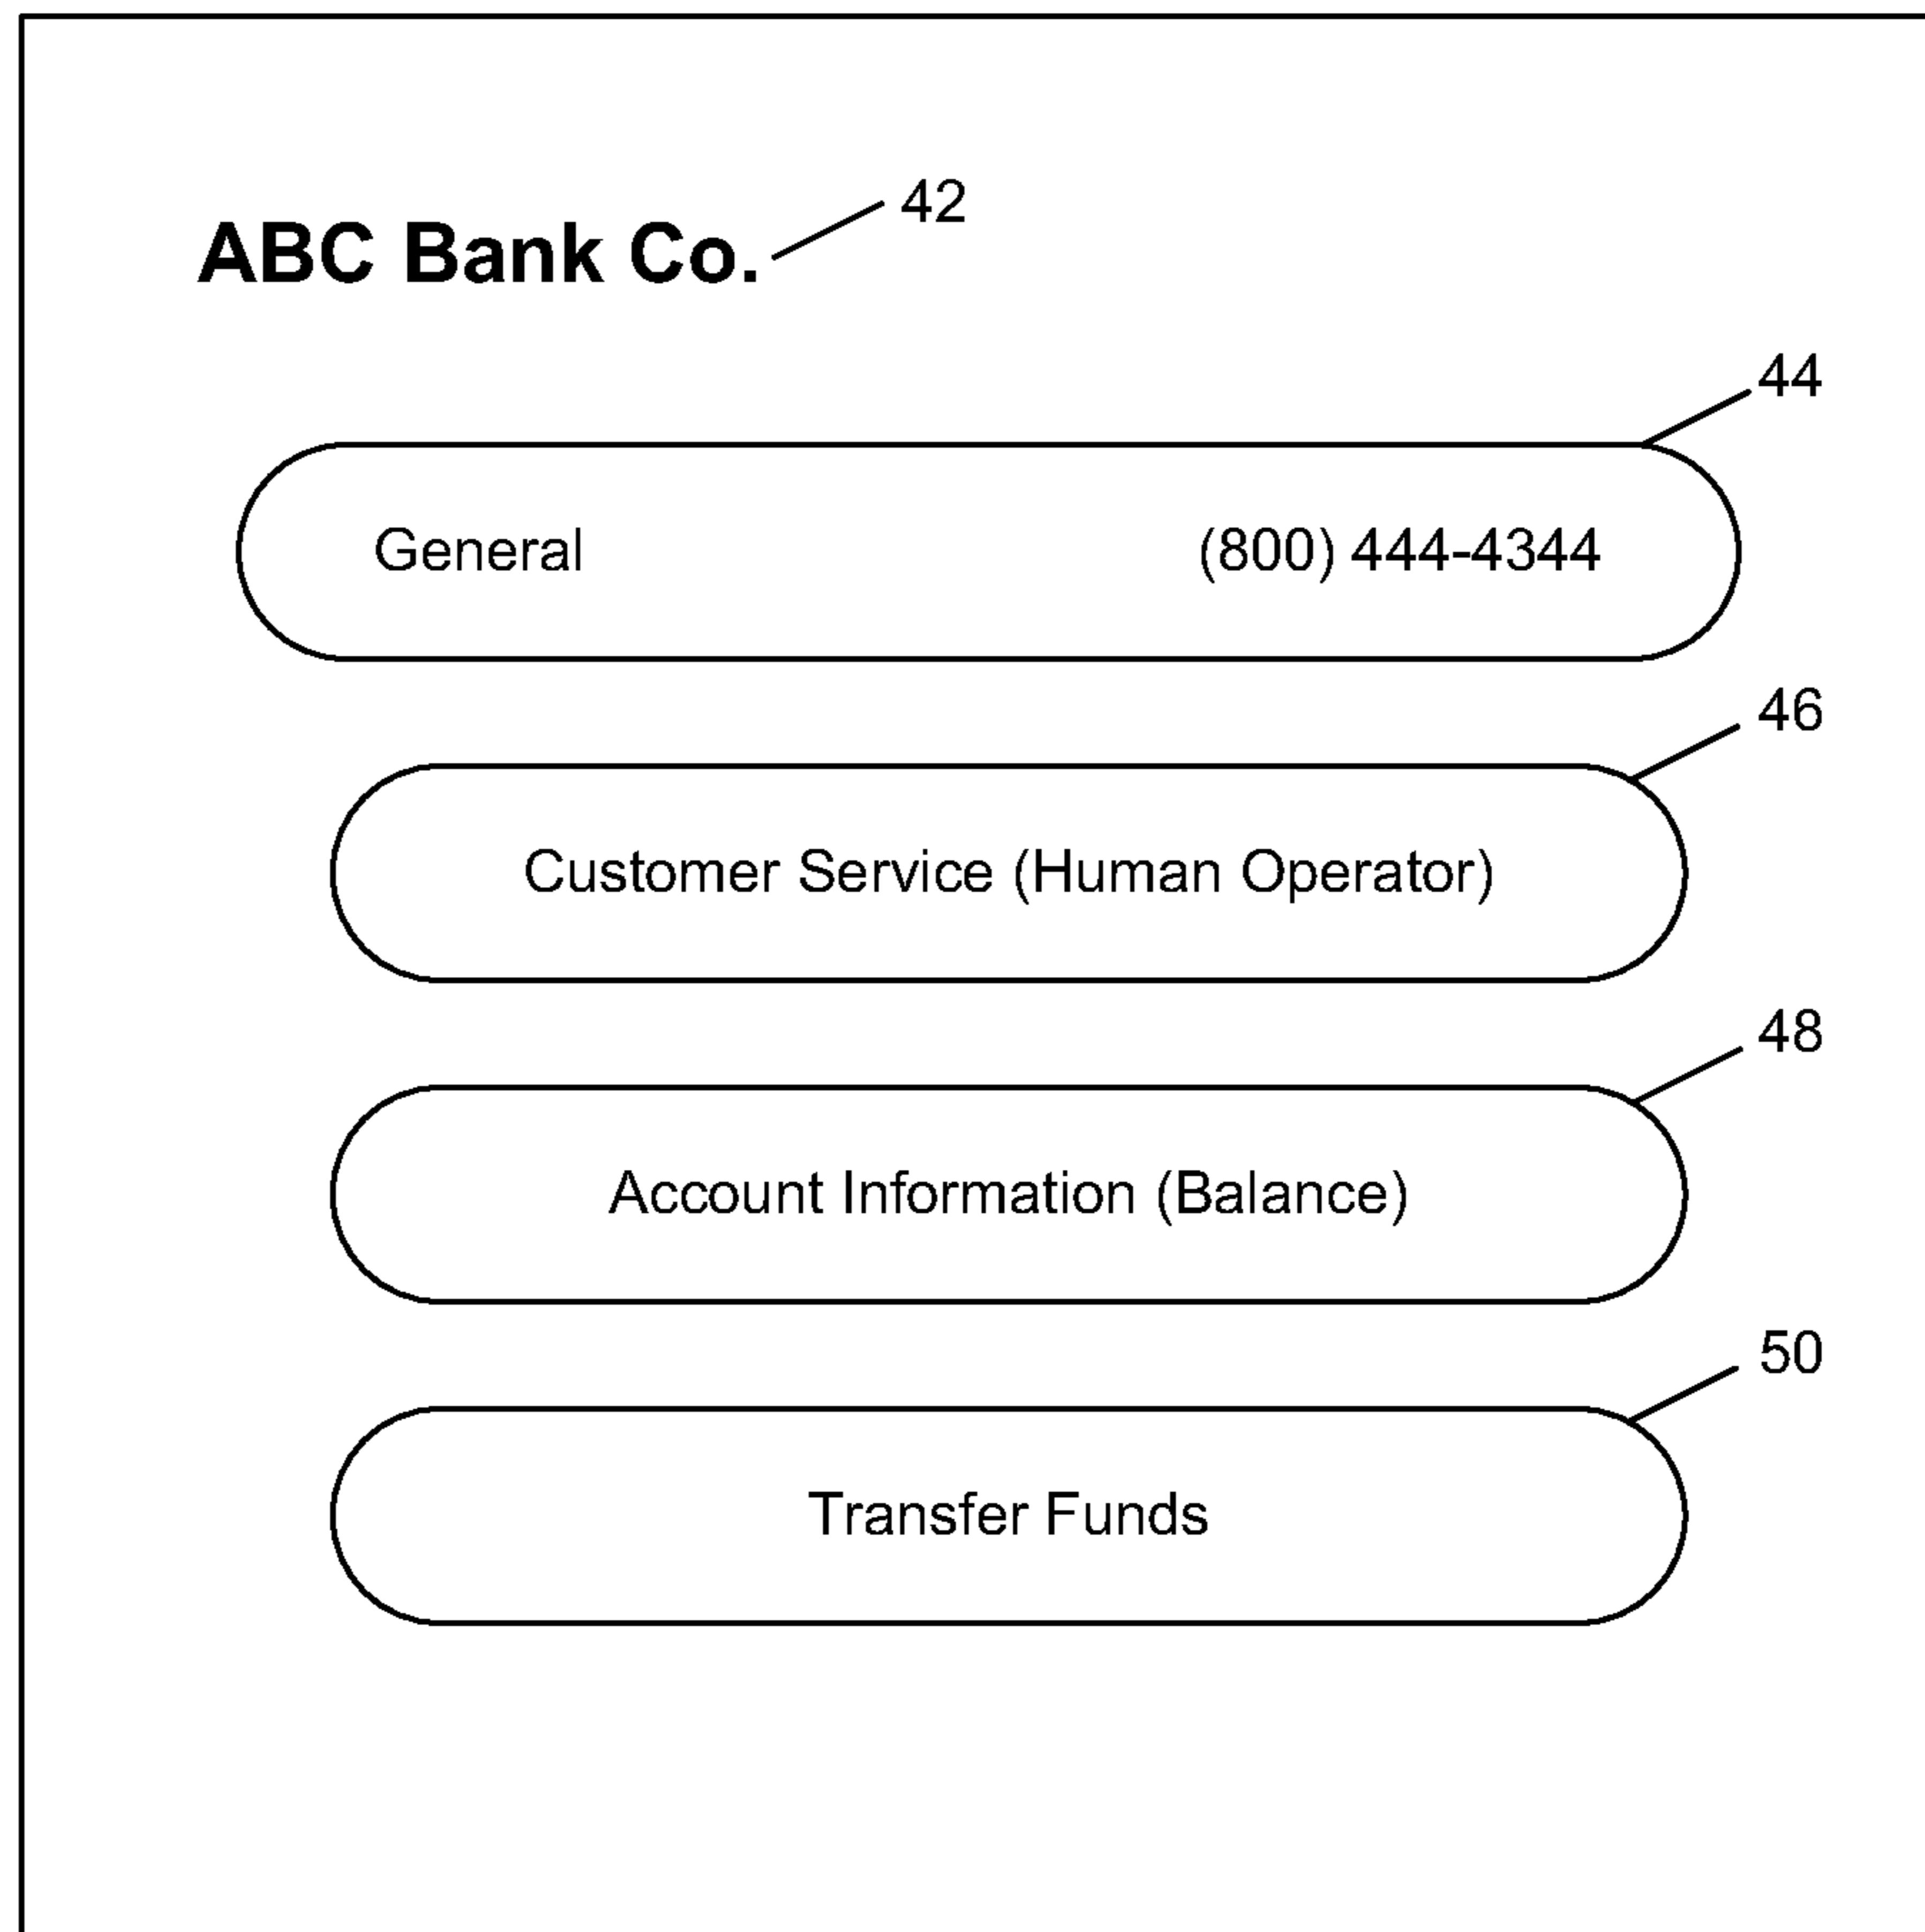 42
ABC Bank Co.
44
General (800) 444-4344
46
Customer Service (Human Operator)
48
Account Information (Balance)
50
Transfer Funds